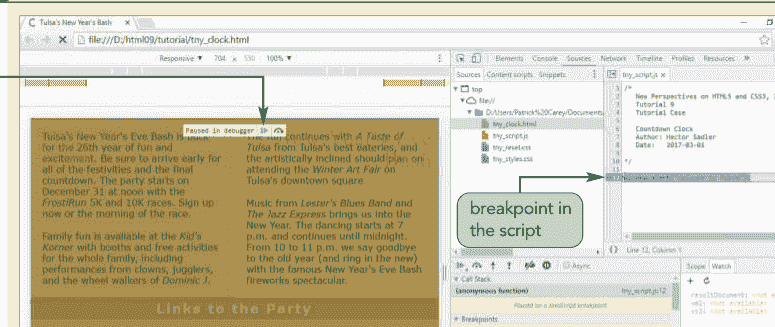 Tulsa's New Year's Bash
file:///D:/html09/tutorial/tny_clock.html
Responsive 704 x 530 100%
Elements Console Sources Network Timeline Profiles Resources
Sources Content scripts Snippets
tny_script.js
top
file://
D:/Users/Patrick Carey/Documents
tny_clock.html
tny_script.js
tny_reset.css
tny_styles.css
1 /*
New Perspectives on HTML5 and CSS3,
Tutorial 9
Tutorial Case
Countdown Clock
Author: Hector Sadler
Date: 2017-03-01
*/
Paused in debugger
Tulsa's New Year's Eve Bash is back
for the 26th year of fun and
excitement. Be sure to arrive early for
all of the festivities and the final
countdown. The party starts on
December 31 at noon with the
FrostiRun 5K and 10K races. Sign up
now or the morning of the race.
Family fun is available at the Kid's
Korner with booths and free activities
for the whole family, including
performances from clowns, jugglers,
and the wheel walkers of Dominic J.
The fun continues with A Taste of
Tulsa from Tulsa's best eateries, and
the artistically inclined should plan on
attending the Winter Art Fair on
Tulsa's downtown square
Music from Lester's Blues Band and
The Jazz Express brings us into the
New Year. The dancing starts at 7
p.m. and continues until midnight.
From 10 to 11 p.m. we say goodbye
to the old year (and ring in the new)
with the famous New Year's Eve Bash
fireworks spectacular.
Links to the Party
breakpoint in
the script
{} Line 12, Column 1
Async
Call Stack
(anonymous function) tny_script.js:12
Paused on a JavaScript breakpoint.
Breakpoints
Scope Watch